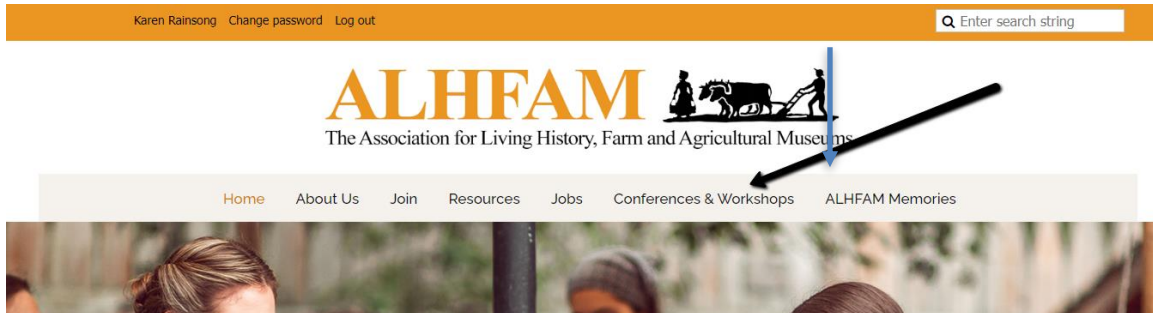 Karen Rainsong Change password Log out Enter search string
ALHFAM
The Association for Living History, Farm and Agricultural Museums
Home About Us Join Resources Jobs Conferences & Workshops ALHFAM Memories